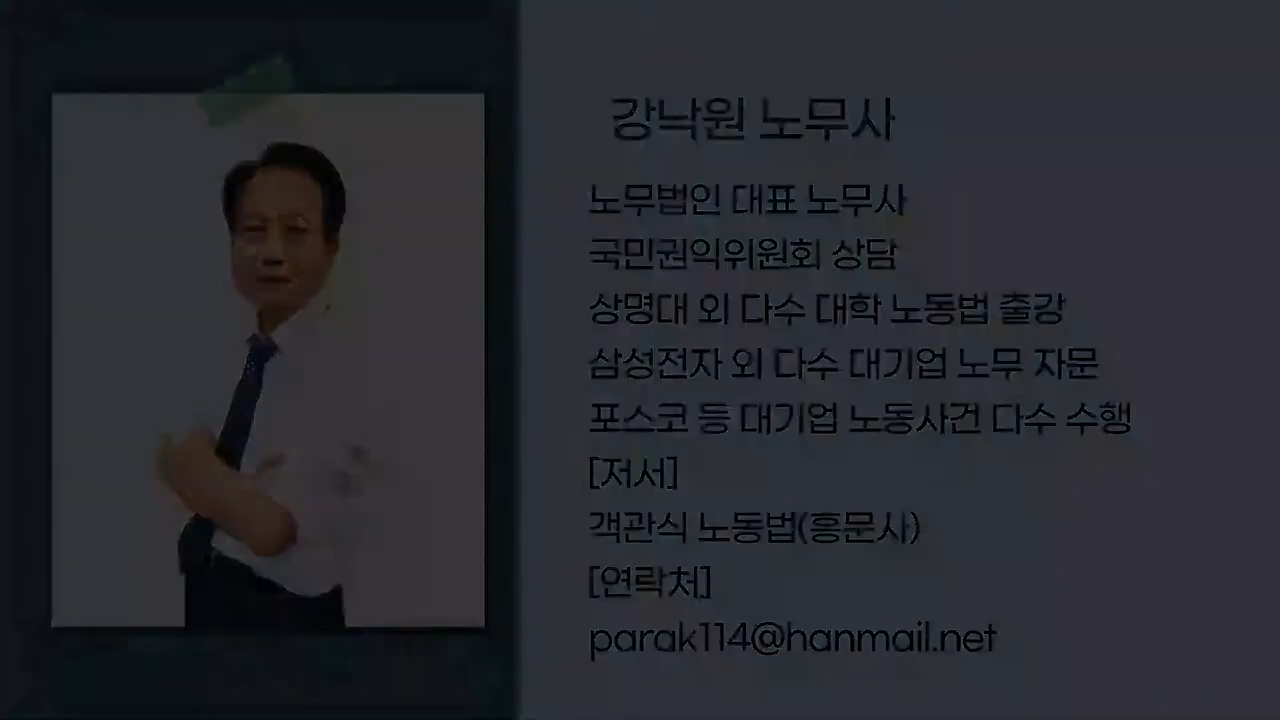 강낙원 노무사
노무법인 대표 노무사
국민권익위원회 상담
상명대 외 다수 대학 노동법 출강
삼성전자 외 다수 대기업 노무 자문
포스코 등 대기업 노동사건 다수 수행
[저서]
객관식 노동법(흥문사)
[연락처]
parak114@hanmail.net